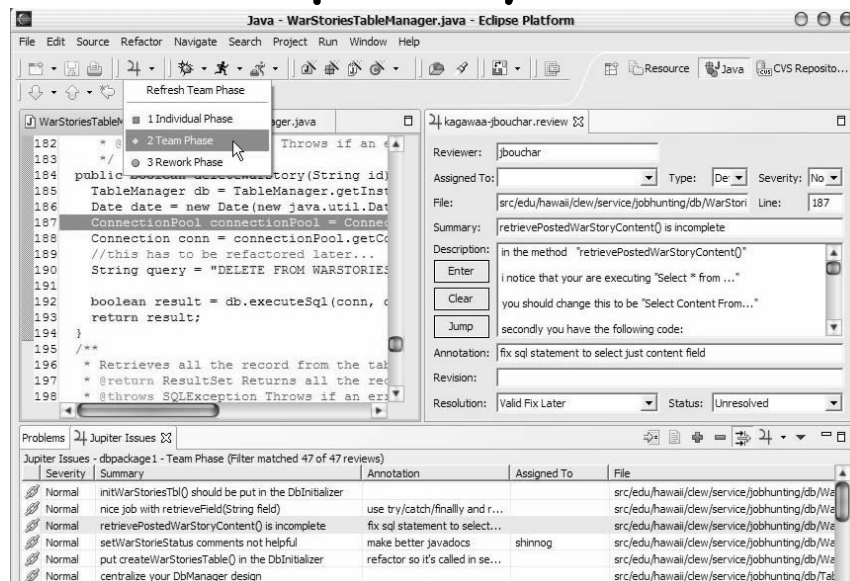 Java - WarStoriesTableManager.java - Eclipse Platform
File Edit Source Refactor Navigate Search Project Run Window Help
Resource Java CVS Reposito...
Refresh Team Phase
1 Individual Phase
2 Team Phase
3 Rework Phase
WarStoriesTableM ager.java
182 * @ Throws if an e
183 */
184 public boolean deleteWarStory(String id)
185 TableManager db = TableManager.getInst
186 Date date = new Date(new java.util.Dat
187 ConnectionPool connectionPool = Connec
188 Connection conn = connectionPool.getCo
189 //this has to be refactored later...
190 String query = "DELETE FROM WARSTORIES
191
192 boolean result = db.executeSql(conn, q
193 return result;
194 }
195 /**
196 * Retrieves all the record from the tab
197 * @return ResultSet Returns all the rec
198 * @throws SQLException Throws if an err
kagawaa-jbouchar.review
Reviewer: jbouchar
Assigned To: Type: De Severity: No
File: src/edu/hawaii/clew/service/jobhunting/db/WarStori Line: 187
Summary: retrievePostedWarStoryContent() is incomplete
Description: in the method "retrievePostedWarStoryContent()"
Enter i notice that your are executing "Select * from ..."
Clear you should change this to be "Select Content From..."
Jump secondly you have the following code:
Annotation: fix sql statement to select just content field
Revision:
Resolution: Valid Fix Later Status: Unresolved
Problems Jupiter Issues
Jupiter Issues - dbpackage1 - Team Phase (Filter matched 47 of 47 reviews)
Severity Summary Annotation Assigned To File
Normal initWarStoriesTbl() should be put in the DbInitializer src/edu/hawaii/clew/service/jobhunting/db/Wa
Normal nice job with retrieveField(String field) use try/catch/finallly and r... src/edu/hawaii/clew/service/jobhunting/db/Wa
Normal retrievePostedWarStoryContent() is incomplete fix sql statement to select... src/edu/hawaii/clew/service/jobhunting/db/Wa
Normal setWarStorieStatus comments not helpful make better javadocs shinnog src/edu/hawaii/clew/service/jobhunting/db/Wa
Normal put createWarStoriesTable() in the DbInitializer refactor so it's called in se... src/edu/hawaii/clew/service/jobhunting/db/Wa
Normal centralize your DbManager design src/edu/hawaii/clew/service/jobhunting/db/Tab